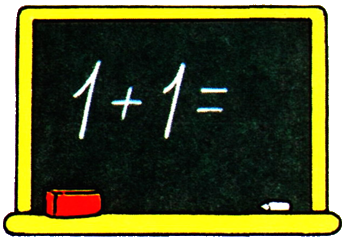 1 + 1 =